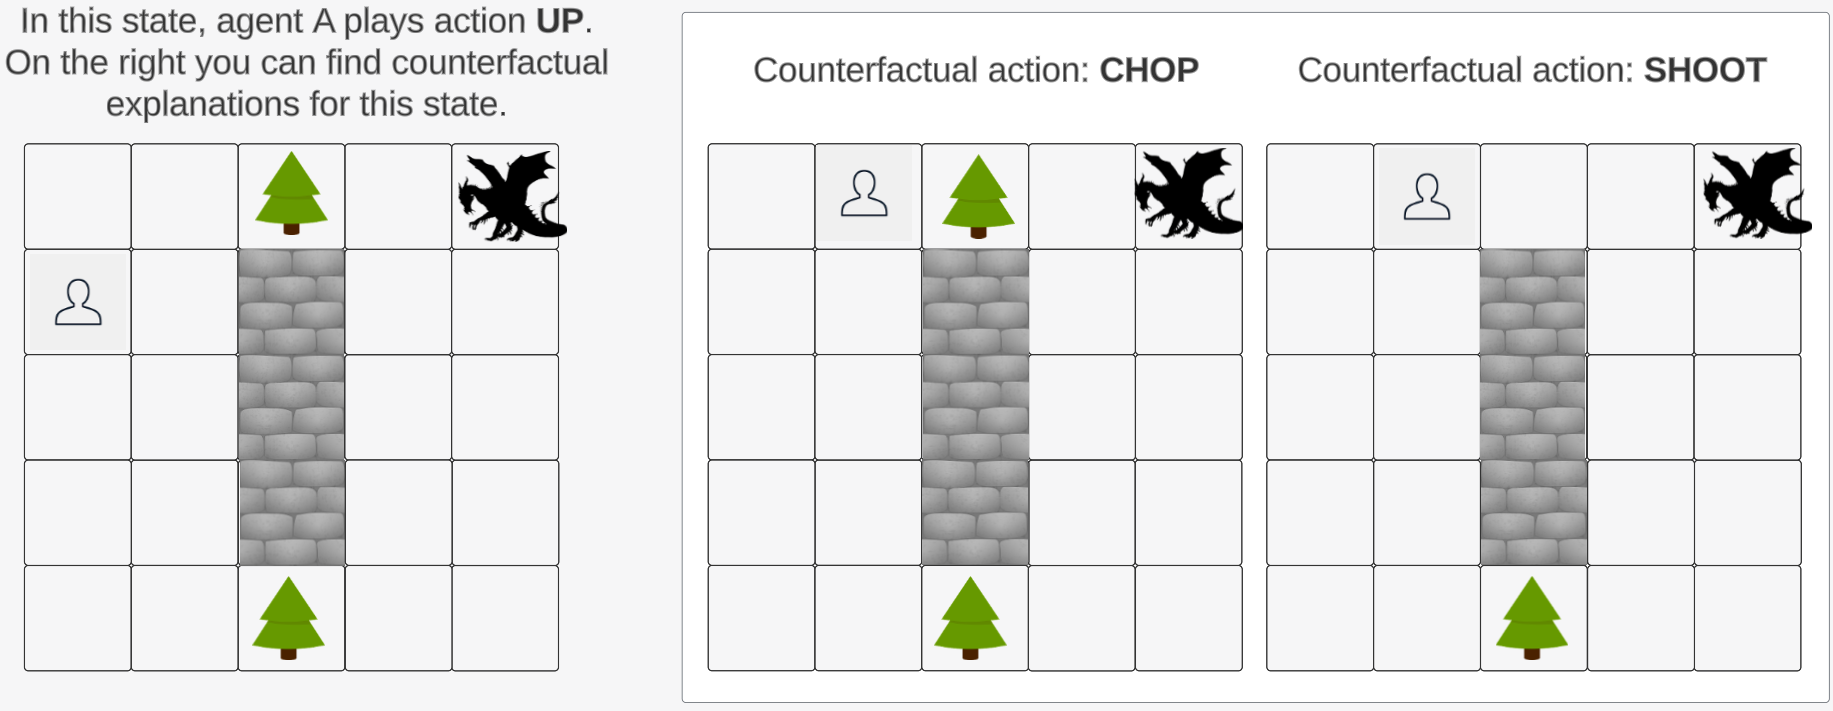 In this state, agent A plays action UP.
On the right you can find counterfactual
explanations for this state.
Counterfactual action: CHOP
Counterfactual action: SHOOT